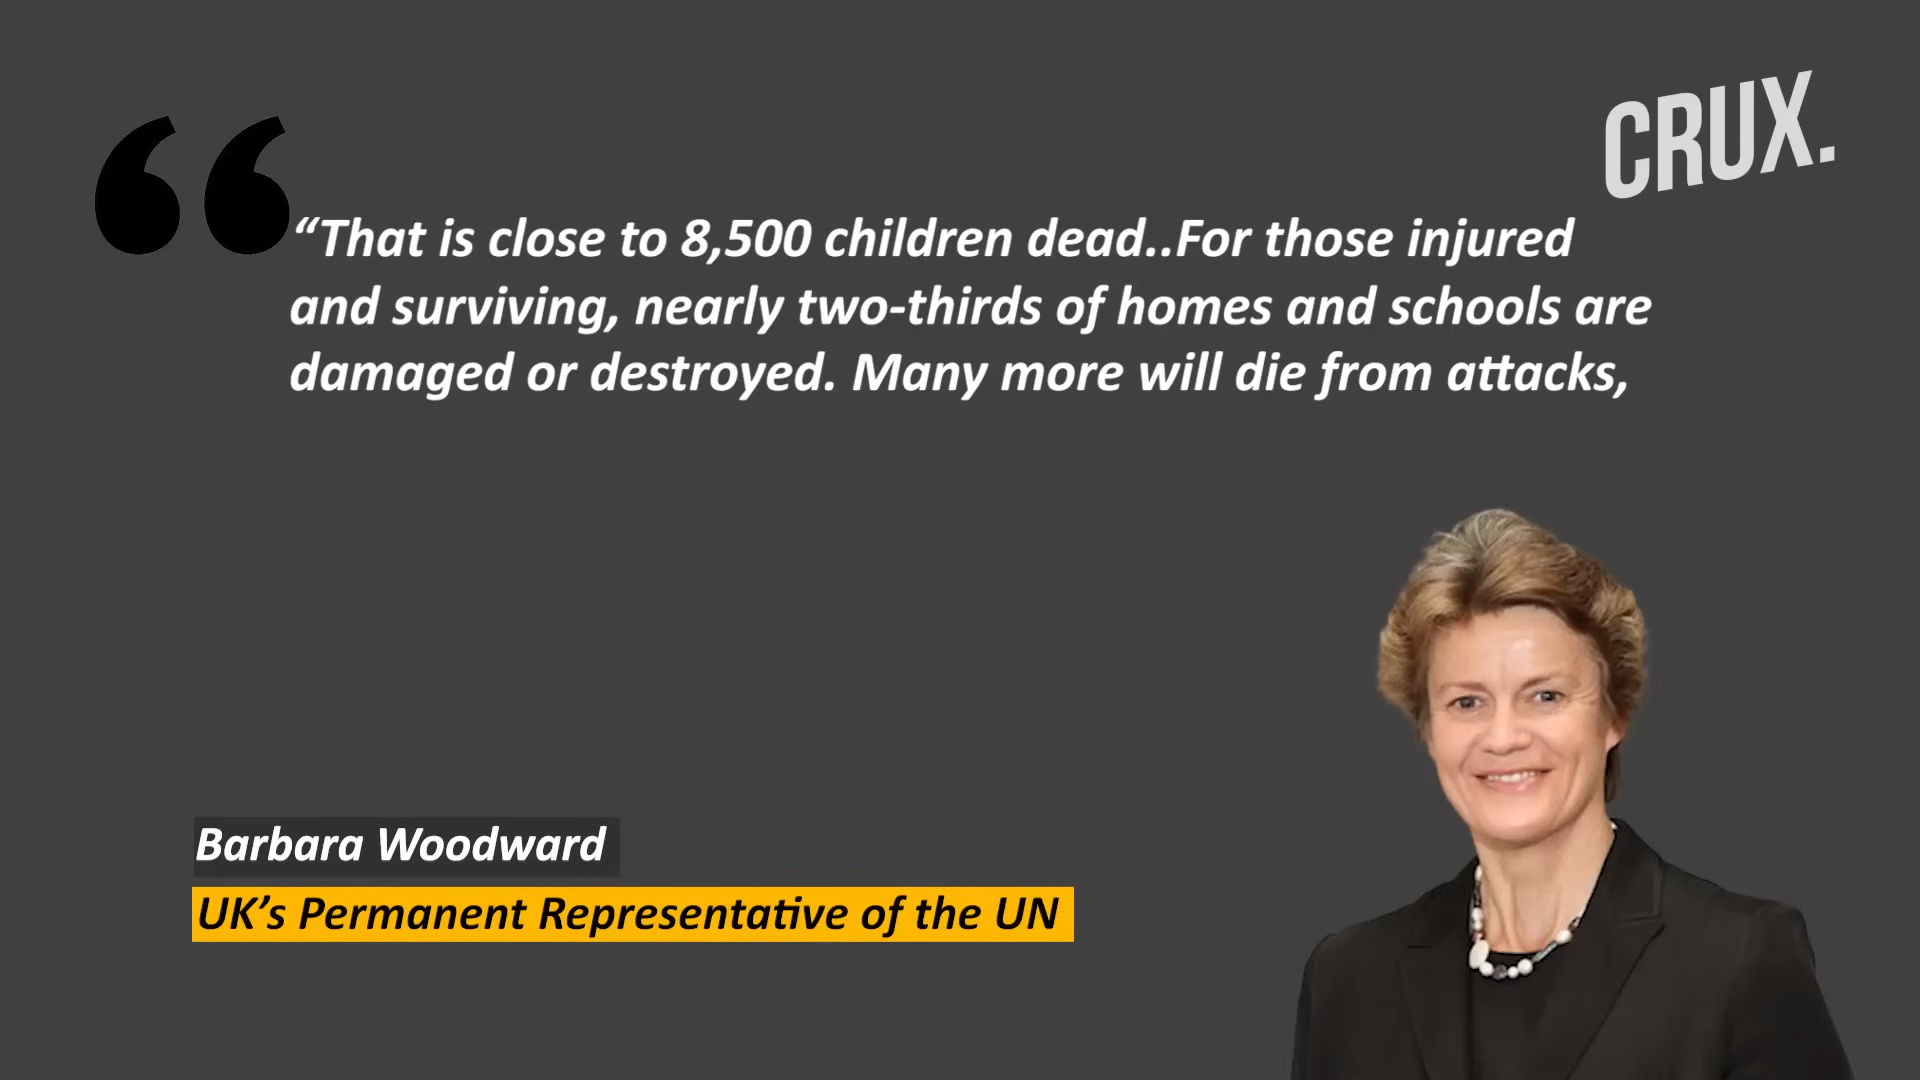 CRUX.
“That is close to 8,500 children dead..For those injured
and surviving, nearly two-thirds of homes and schools are
damaged or destroyed. Many more will die from attacks,
Barbara Woodward
UK’s Permanent Representative of the UN